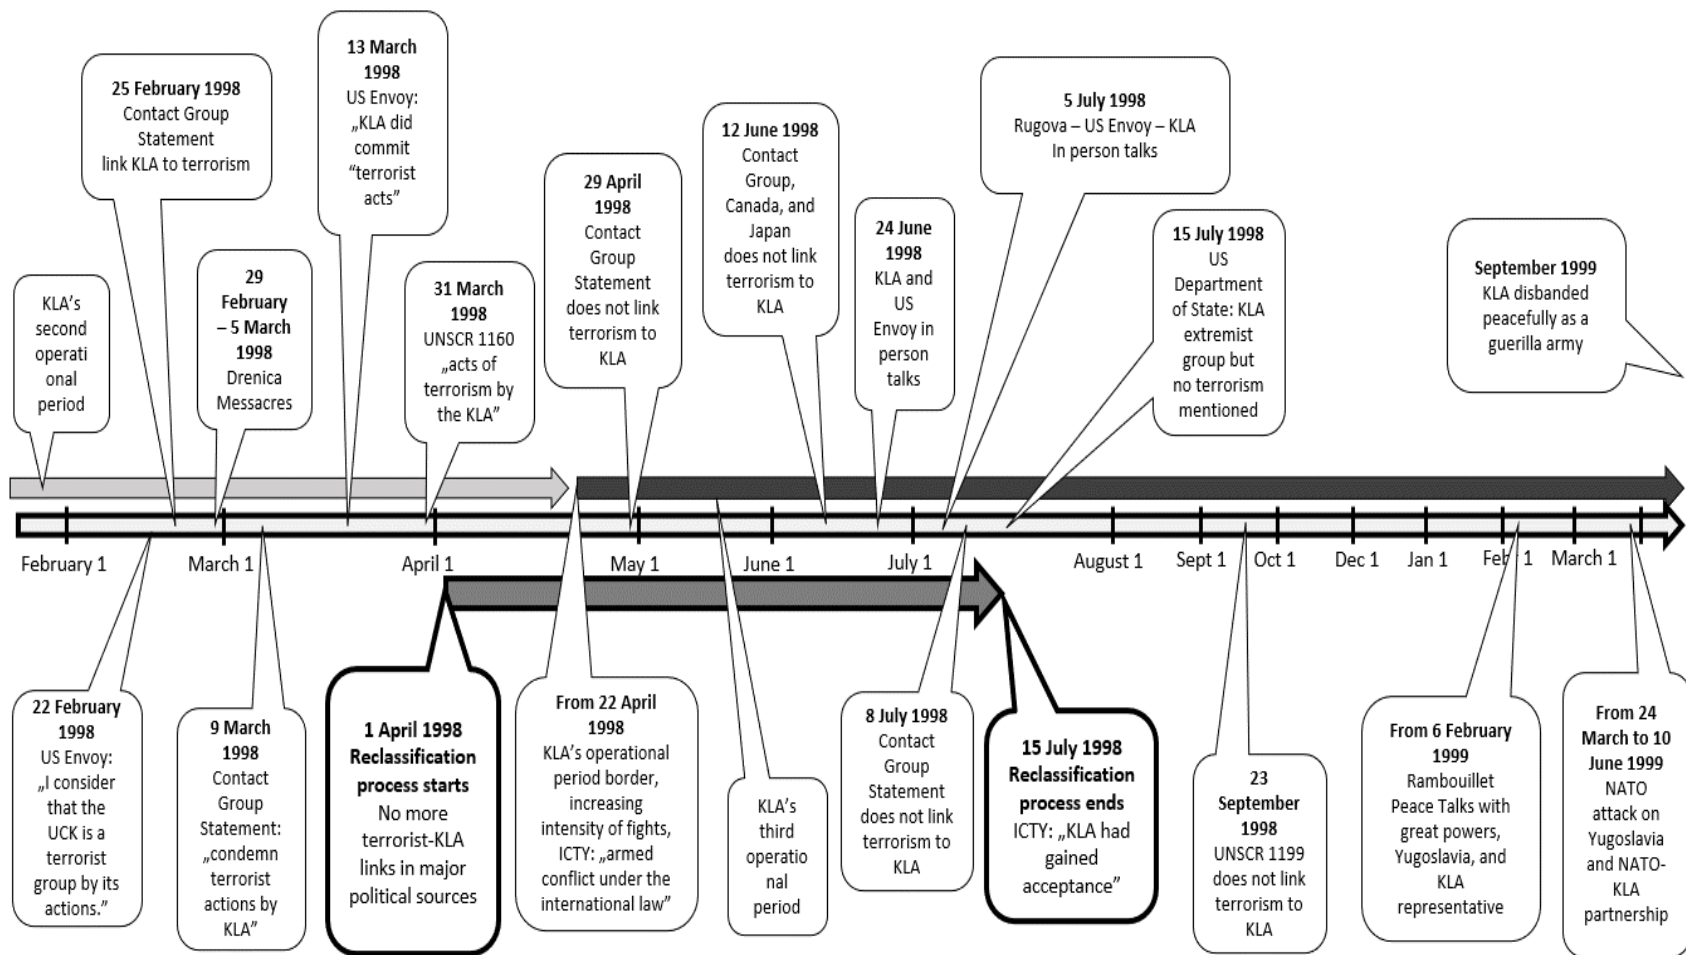 25 February 1998
Contact Group
Statement
link KLA to terrorism
13 March
1998
US Envoy:
„KLA did
commit
“terrorist
acts”
12 June 1998
Contact
Group,
Canada, and
Japan
does not link
terrorism to
KLA
5 July 1998
Rugova – US Envoy – KLA
In person talks
29 April
1998
Contact
Group
Statement
does not link
terrorism to
KLA
24 June
1998
KLA and
US
Envoy in
person
talks
15 July 1998
US
Department
of State: KLA
extremist
group but
no terrorism
mentioned
September 1999
KLA disbanded
peacefully as a
guerilla army
KLA’s
second
operati
onal
period
29
February
– 5 March
1998
Drenica
Messacres
31 March
1998
UNSCR 1160
„acts of
terrorism by
the KLA”
February 1
March 1
April 1
May 1
June 1
July 1
August 1
Sept 1
Oct 1
Dec 1
Jan 1
Febr 1
March 1
22 February
1998
US Envoy:
„I consider
that the
UCK is a
terrorist
group by its
actions.”
9 March
1998
Contact
Group
Statement:
„condemn
terrorist
actions by
KLA”
1 April 1998
Reclassification
process starts
No more
terrorist-KLA
links in major
political sources
From 22 April
1998
KLA’s operational
period border,
increasing
intensity of fights,
ICTY: „armed
conflict under the
international law”
KLA’s
third
operatio
nal
period
8 July 1998
Contact
Group
Statement
does not link
terrorism to
KLA
15 July 1998
Reclassification
process ends
ICTY: „KLA had
gained
acceptance”
23
September
1998
UNSCR 1199
does not link
terrorism to
KLA
From 6 February
1999
Rambouillet
Peace Talks with
great powers,
Yugoslavia, and
KLA
representative
From 24
March to 10
June 1999
NATO
attack on
Yugoslavia
and NATO-
KLA
partnership